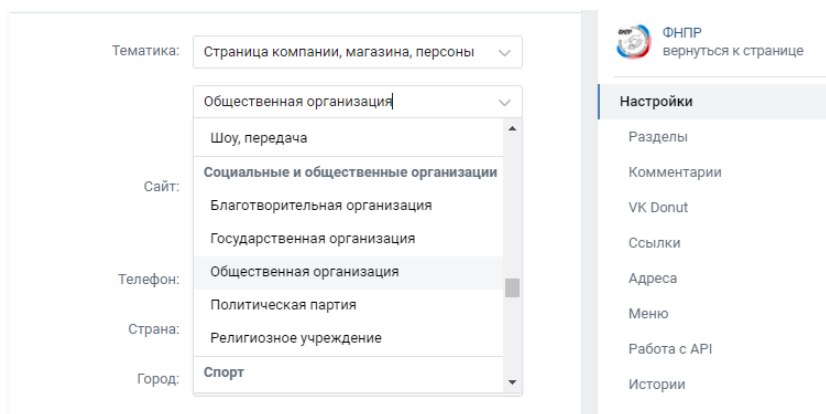 Тематика:
Страница компании, магазина, персоны
Общественная организация
Шоу, передача
Социальные и общественные организации
Благотворительная организация
Государственная организация
Общественная организация
Политическая партия
Религиозное учреждение
Спорт
Сайт:
Телефон:
Страна:
Город:
ФНПР
вернуться к странице
Настройки
Разделы
Комментарии
VK Donut
Ссылки
Адреса
Меню
Работа с API
Истории